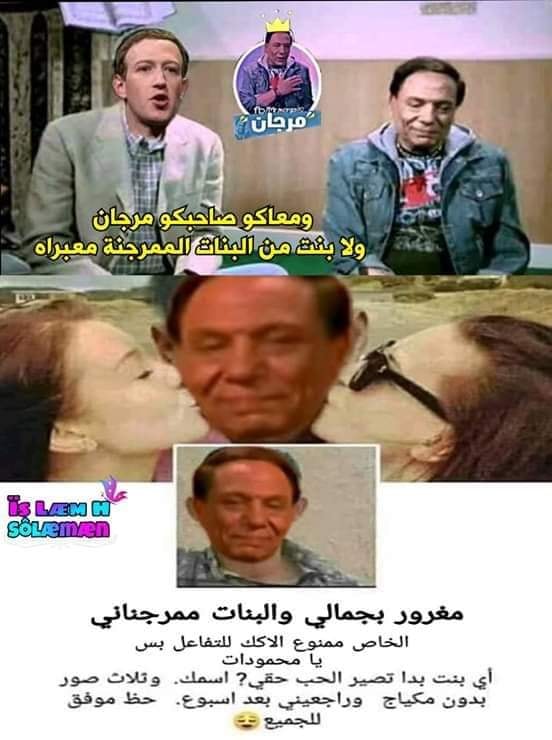 مرجان
ومعاكو صاحبكو مرجان
ولا بنت من البنات الممرجنة معبراه
Ïs LÆM H
SÔLÆMÆN
مغرور بجمالي والبنات ممرجناني
الخاص ممنوع الاكك للتفاعل بس
يا محمودات
أي بنت بدا تصير الحب حقي? اسمك. وثلاث صور
بدون مكياج وراجعيني بعد اسبوع. حظ موفق
للجميع 😌